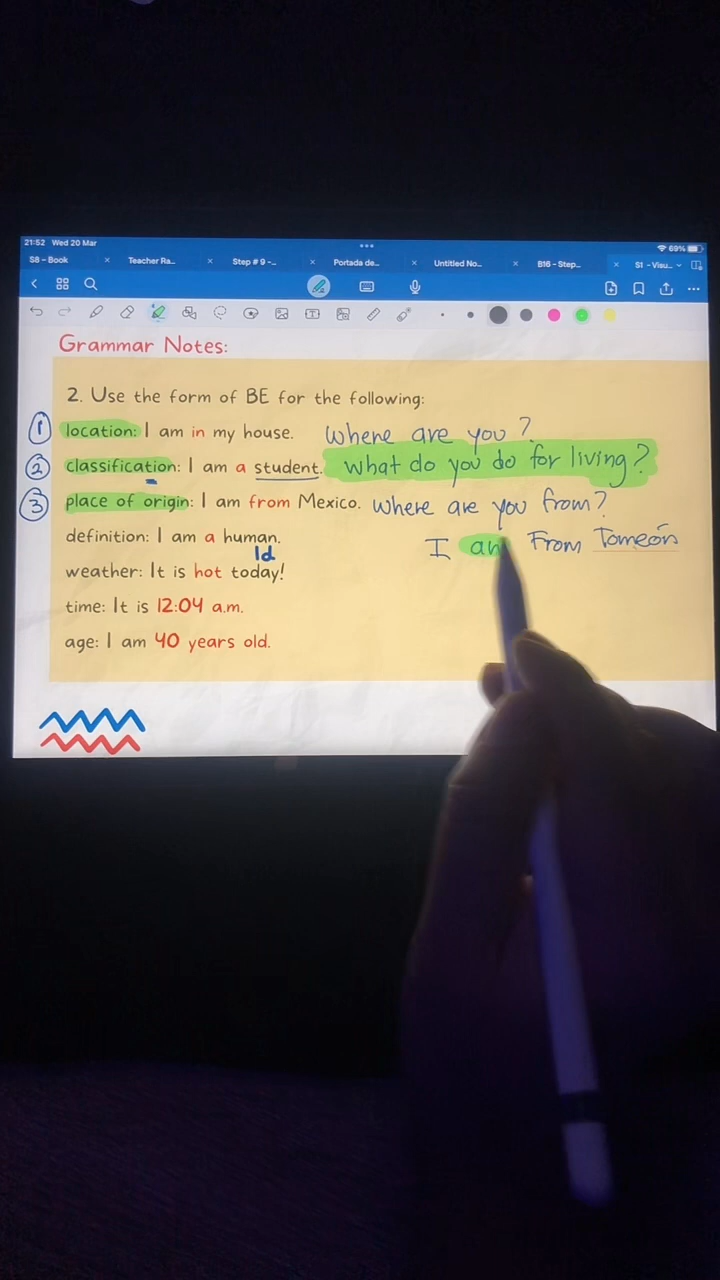 21:52 Wed 20 Mar
69%
S8 - Book
Teacher Ra...
Step # 9 -...
Portada de...
Untitled No...
B16 - Step...
S1 - Visu...
Grammar Notes:
2. Use the form of BE for the following:
1 location: I am in my house. Where are you?
2 classification: I am a student. What do you do for living?
3 place of origin: I am from Mexico. Where are you from?
definition: I am a human. I am From
Id
weather: It is hot today!
time: It is 12:04 a.m.
age: I am 40 years old.